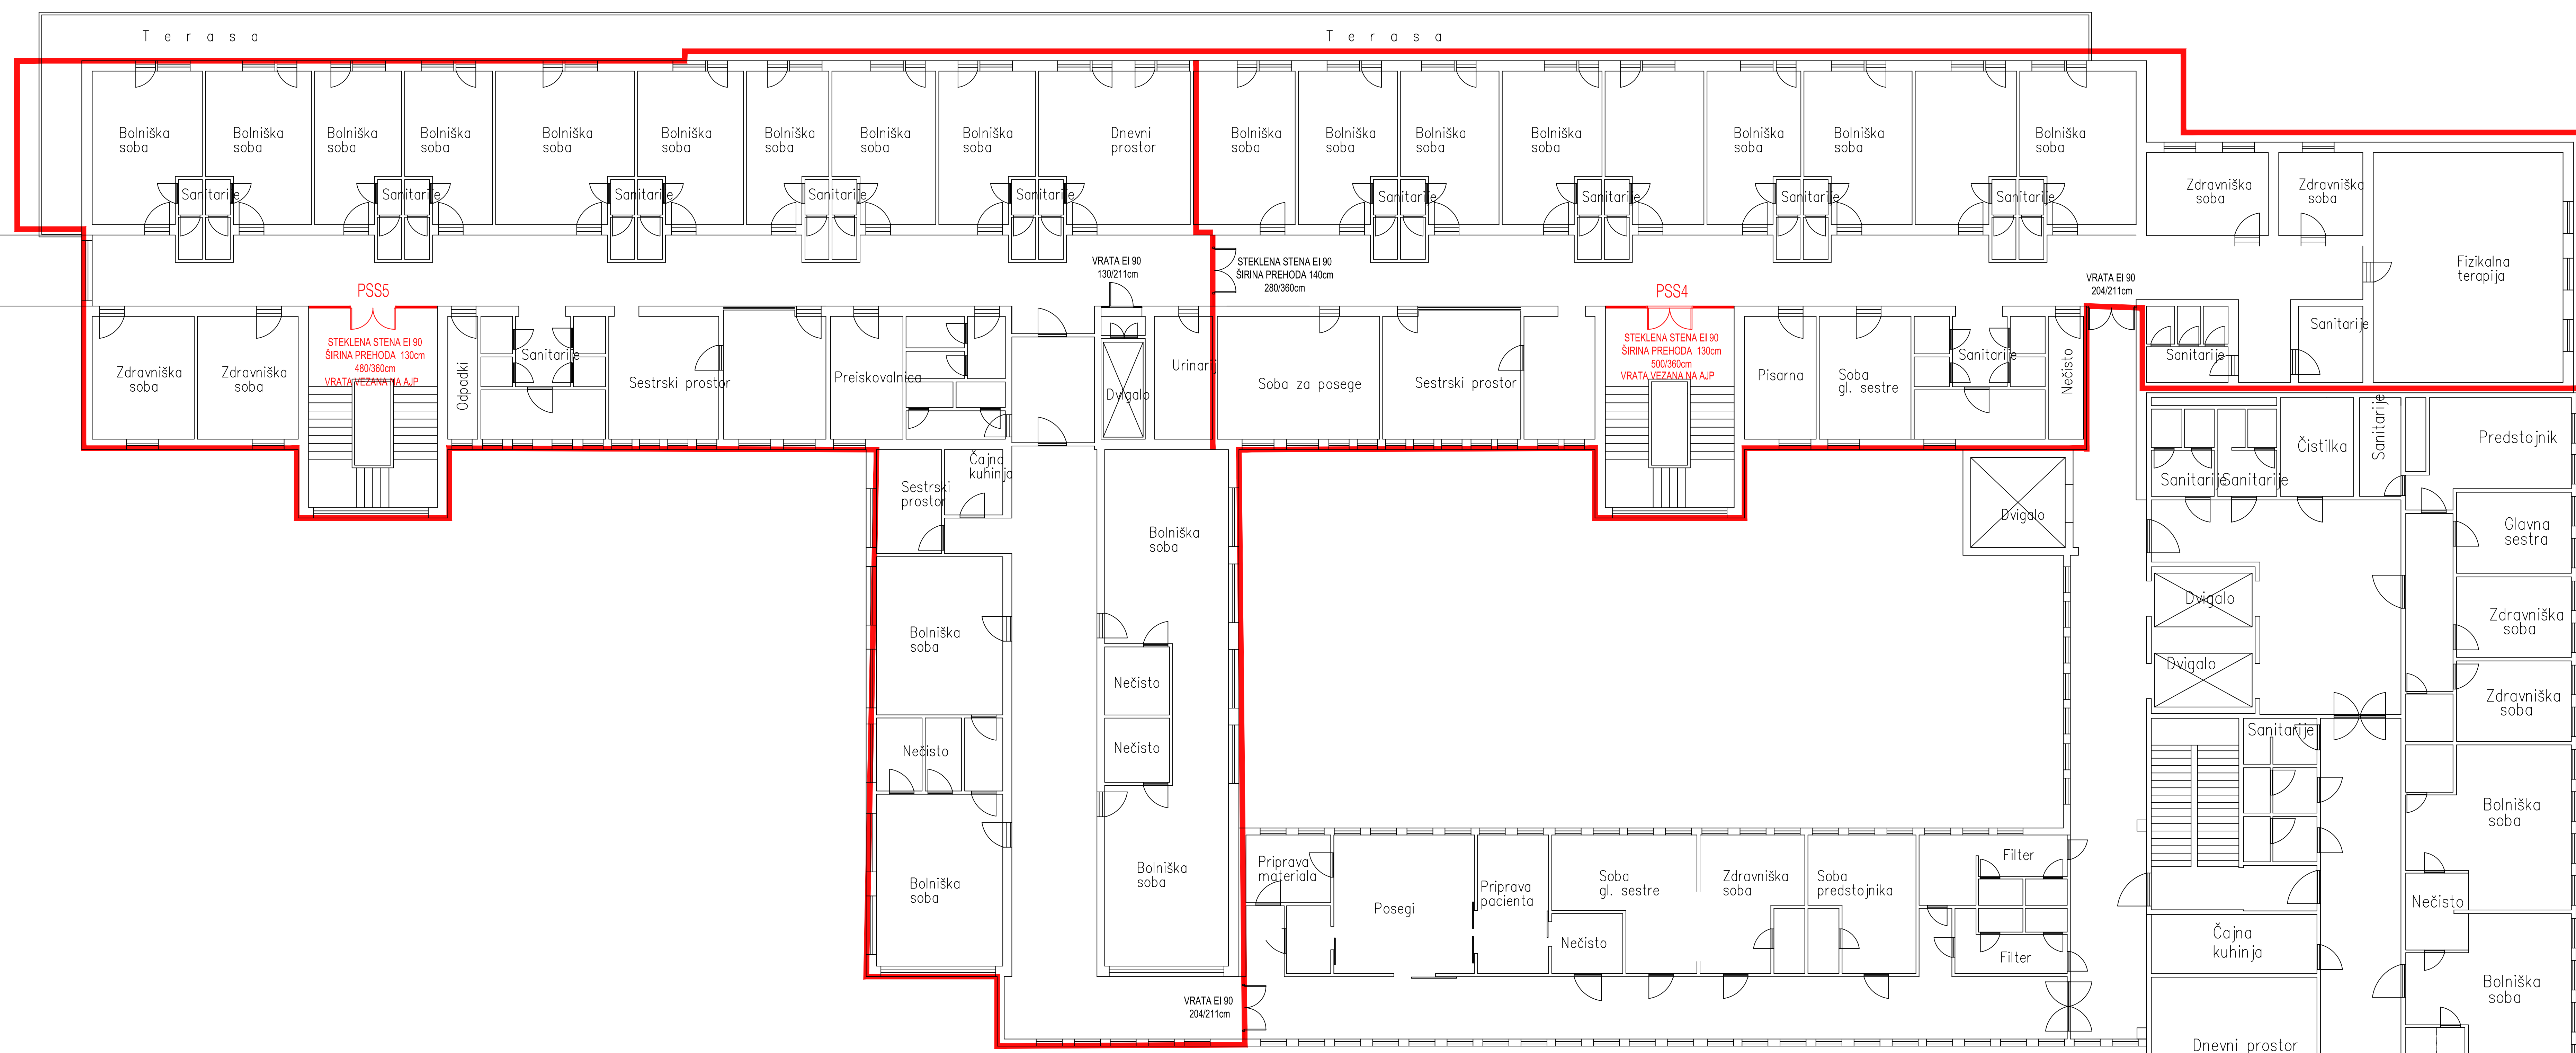 Terasa
Terasa
Bolniška
soba
Bolniška
soba
Bolniška
soba
Bolniška
soba
Bolniška
soba
Bolniška
soba
Bolniška
soba
Bolniška
soba
Bolniška
soba
Dnevni
prostor
Bolniška
soba
Bolniška
soba
Bolniška
soba
Bolniška
soba
Bolniška
soba
Bolniška
soba
Bolniška
soba
Sanitarije
Sanitarije
Sanitarije
Sanitarije
Sanitarije
Sanitarije
Sanitarije
Sanitarije
Sanitarije
Zdravniška
soba
Zdravniška
soba
Fizikalna
terapija
VRATA EI 90
130/211cm
STEKLENA STENA EI 90
ŠIRINA PREHODA 140cm
280/360cm
VRATA EI 90
204/211cm
PSS5
STEKLENA STENA EI 90
ŠIRINA PREHODA 130cm
480/360cm
VRATA VEZANA NA AJP
PSS4
STEKLENA STENA EI 90
ŠIRINA PREHODA 130cm
500/360cm
VRATA VEZANA NA AJP
Zdravniška
soba
Zdravniška
soba
Odpadki
Sanitarije
Sestrski prostor
Preiskovalnica
Dvigalo
Urinarij
Soba za posege
Sestrski prostor
Pisarna
Soba
gl. sestre
Sanitarije
Nečisto
Sanitarije
Sanitarije
Sestrski
prostor
Čajna
kuhinja
Bolniška
soba
Dvigalo
Sanitarije
Sanitarije
Čistilka
Sanitarije
Predstojnik
Glavna
sestra
Bolniška
soba
Nečisto
Dvigalo
Zdravniška
soba
Nečisto
Nečisto
Dvigalo
Zdravniška
soba
Sanitarije
Bolniška
soba
Bolniška
soba
Bolniška
soba
Priprava
materiala
Posegi
Priprava
pacienta
Soba
gl. sestre
Nečisto
Zdravniška
soba
Soba
predstojnika
Filter
Filter
Nečisto
Čajna
kuhinja
Bolniška
soba
VRATA EI 90
204/211cm
Dnevni prostor